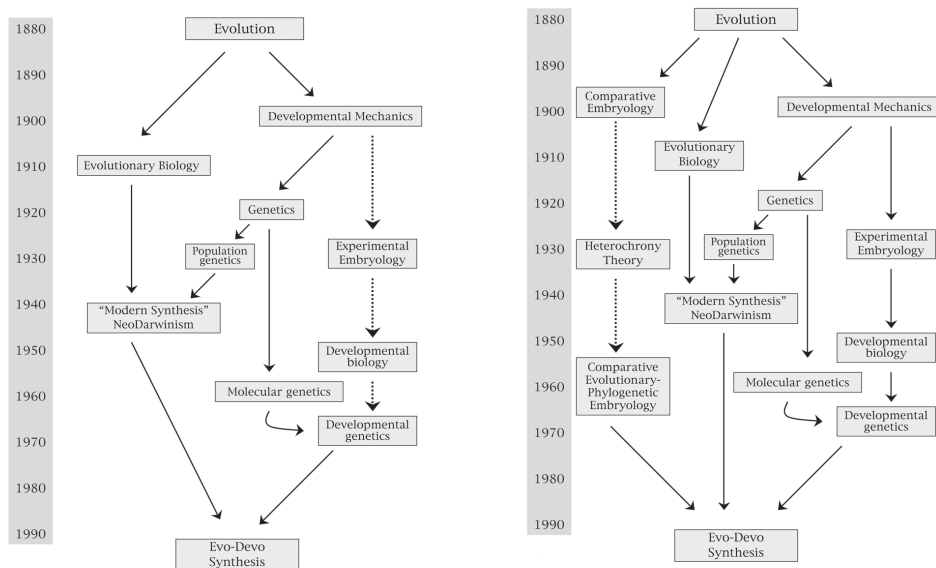 1880
1890
1900
1910
1920
1930
1940
1950
1960
1970
1980
1990
Evolution
Developmental Mechanics
Evolutionary Biology
Genetics
Population
genetics
Experimental
Embryology
“Modern Synthesis”
NeoDarwinism
Developmental
biology
Molecular genetics
Developmental
genetics
Evo-Devo
Synthesis
1880
1890
1900
1910
1920
1930
1940
1950
1960
1970
1980
1990
Evolution
Comparative
Embryology
Developmental Mechanics
Evolutionary
Biology
Genetics
Heterochrony
Theory
Population
genetics
Experimental
Embryology
“Modern Synthesis”
NeoDarwinism
Developmental
biology
Comparative
Evolutionary-
Phylogenetic
Embryology
Molecular genetics
Developmental
genetics
Evo-Devo
Synthesis